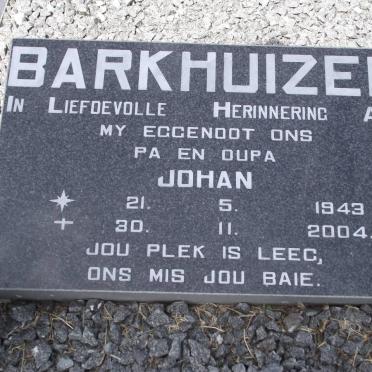 BARKHUIZE
IN LIEFDEVOLLE HERINNERING A
MY EGGENOOT ONS
PA EN OUPA
JOHAN
21. 5. 1943
30. 11. 2004.
JOU PLEK IS LEEG,
ONS MIS JOU BAIE.